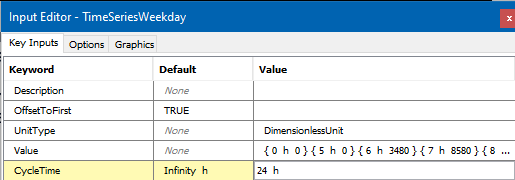 Input Editor - TimeSeriesWeekday x
Key Inputs Options Graphics
Keyword Default Value
Description None
OffsetToFirst TRUE
UnitType None DimensionlessUnit
Value None { 0 h 0 } { 5 h 0 } { 6 h 3480 } { 7 h 8580 } { 8 ...
CycleTime Infinity h 24 h